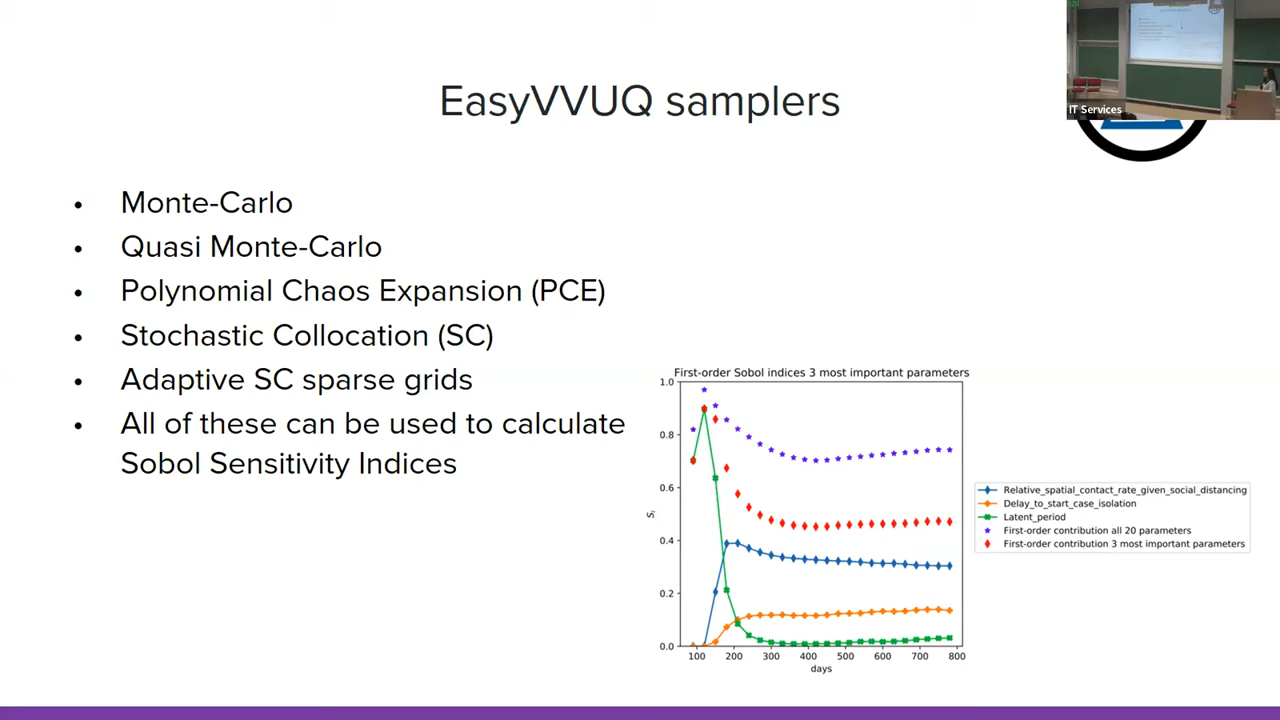 IT Services
EasyVVUQ samplers
• Monte-Carlo
• Quasi Monte-Carlo
• Polynomial Chaos Expansion (PCE)
• Stochastic Collocation (SC)
• Adaptive SC sparse grids
• All of these can be used to calculate
Sobol Sensitivity Indices
First-order Sobol indices 3 most important parameters
1.0
0.8
0.6
0.4
0.2
0.0
Si
100 200 300 400 500 600 700 800
days
Relative_spatial_contact_rate_given_social_distancing
Delay_to_start_case_isolation
Latent_period
First-order contribution all 20 parameters
First-order contribution 3 most important parameters